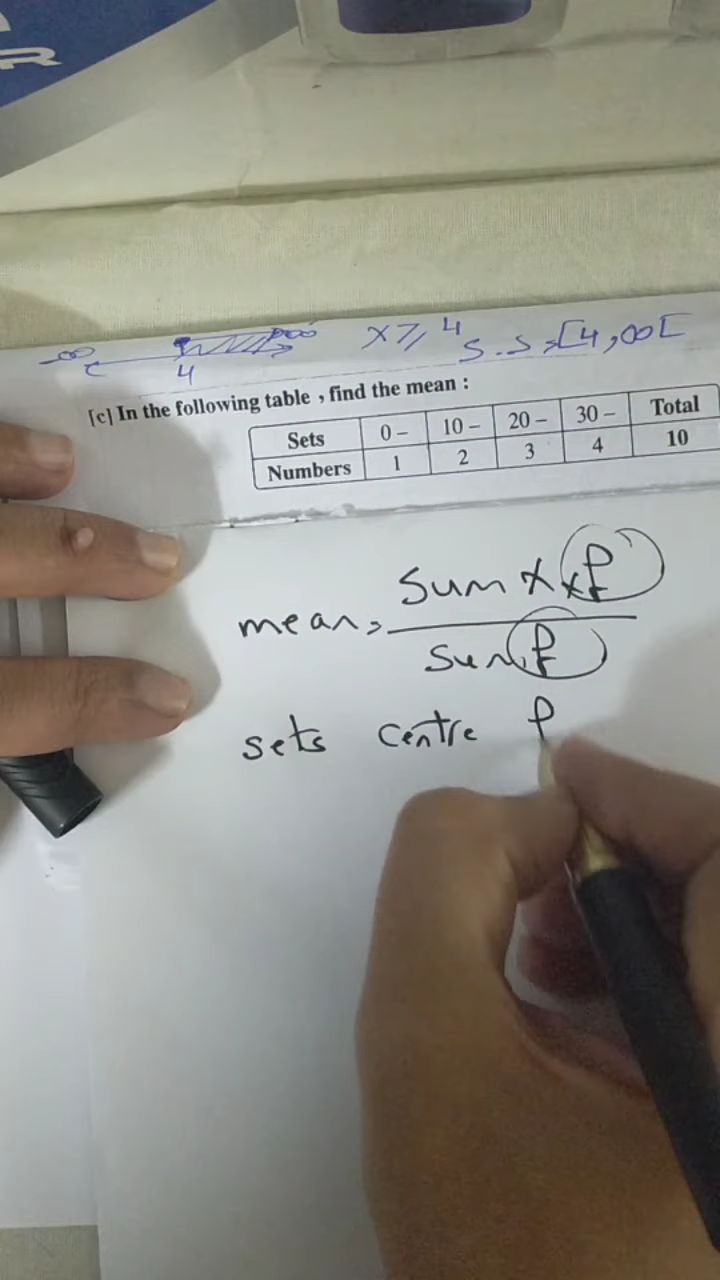 -∞ ∞ x ≥ 4 S.S = [4, ∞[
4
[c] In the following table , find the mean :
Sets 0 – 10 – 20 – 30 – Total
Numbers 1 2 3 4 10
mean = sum x × f
sum f
sets centre f